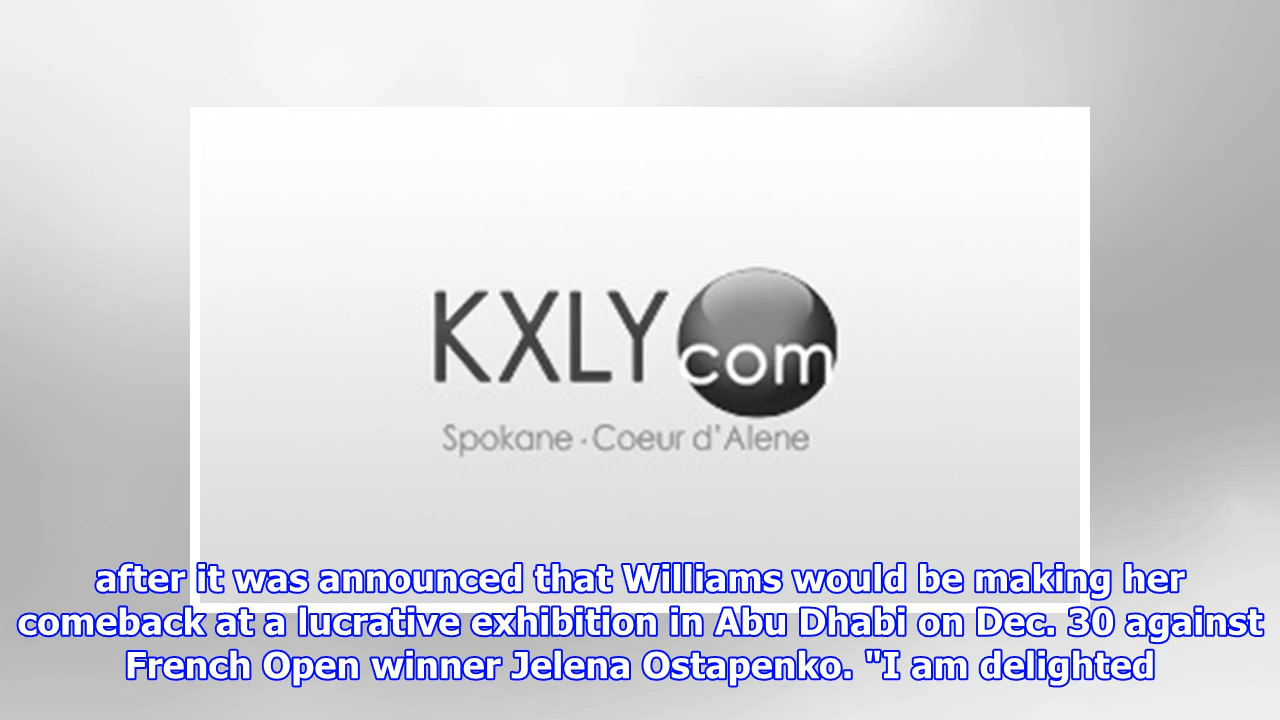 KXLY com
Spokane · Coeur d'Alene
after it was announced that Williams would be making her
comeback at a lucrative exhibition in Abu Dhabi on Dec. 30 against
French Open winner Jelena Ostapenko. "I am delighted